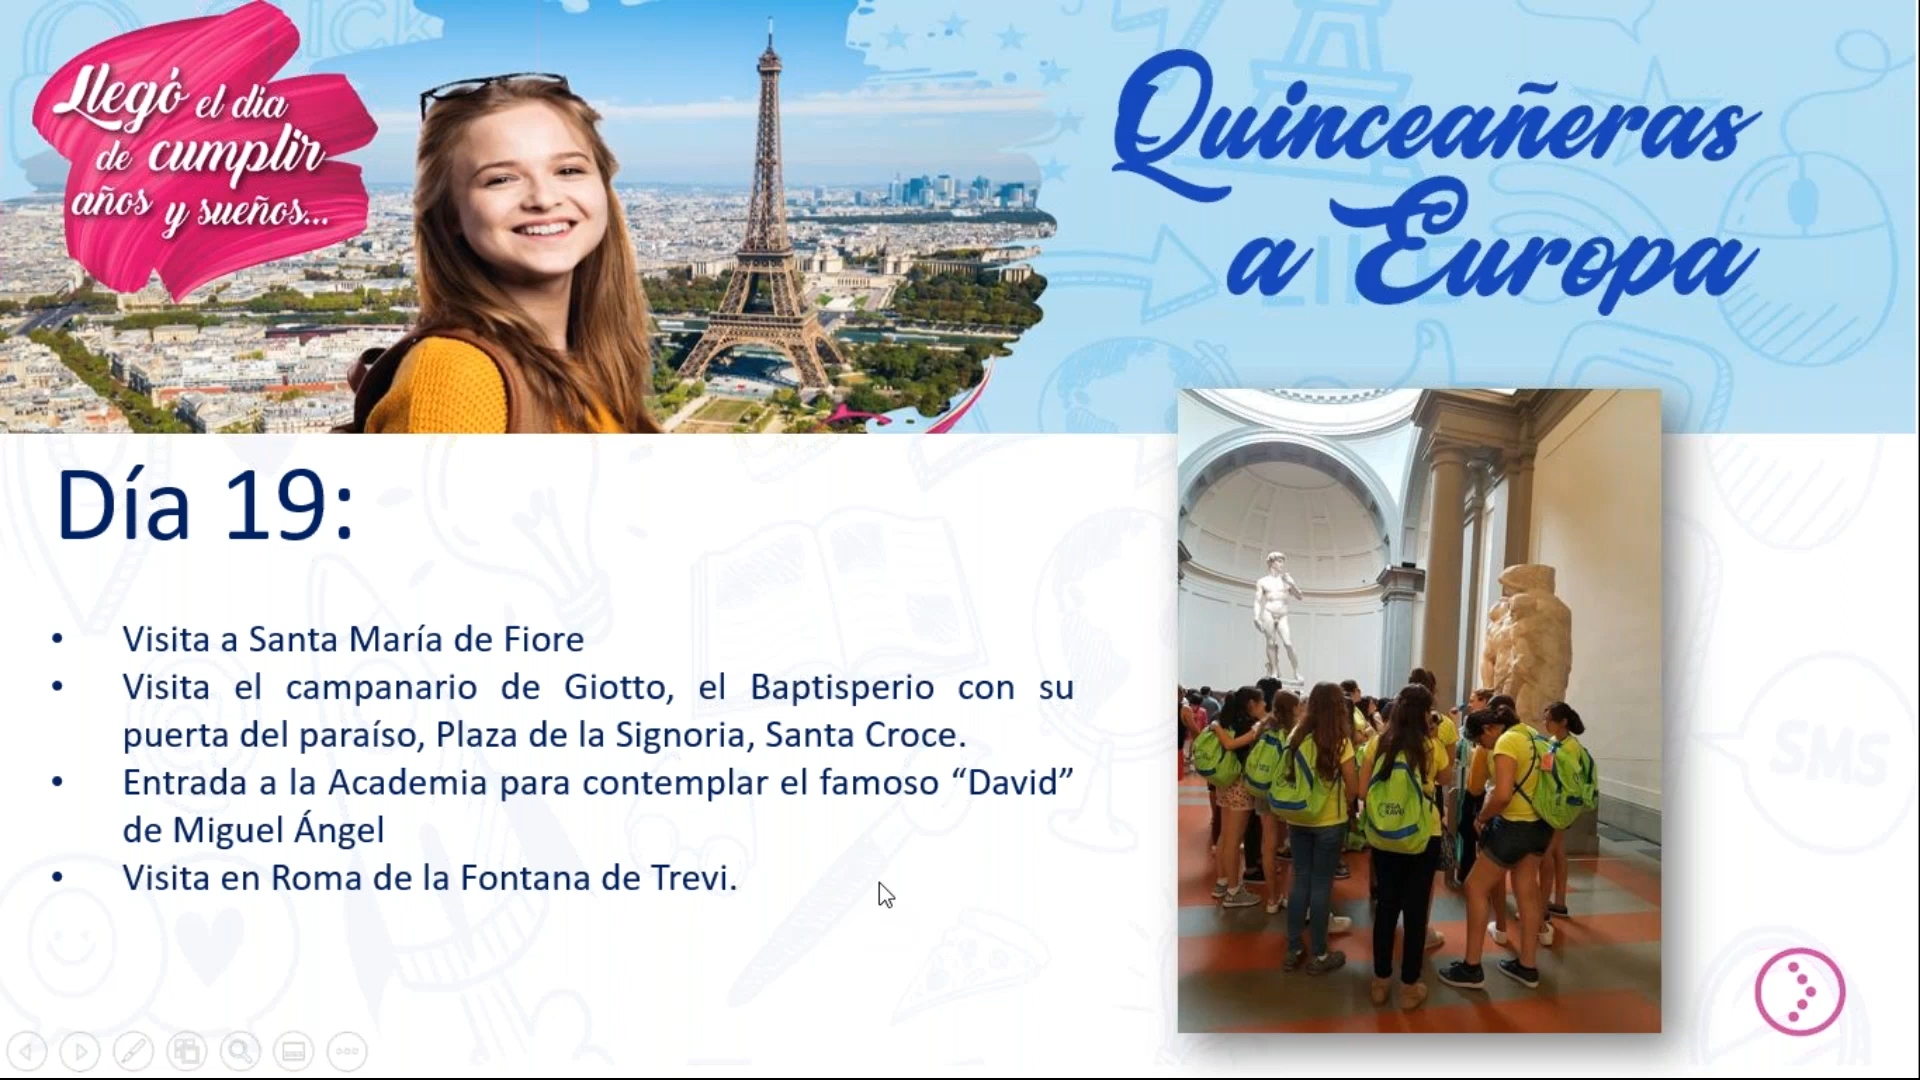 Llegó el día
de cumplir
años y sueños...
Quinceañeras
a Europa
Día 19:
• Visita a Santa María de Fiore
• Visita el campanario de Giotto, el Baptisperio con su
puerta del paraíso, Plaza de la Signoria, Santa Croce.
• Entrada a la Academia para contemplar el famoso “David”
de Miguel Ángel
• Visita en Roma de la Fontana de Trevi.
SMS